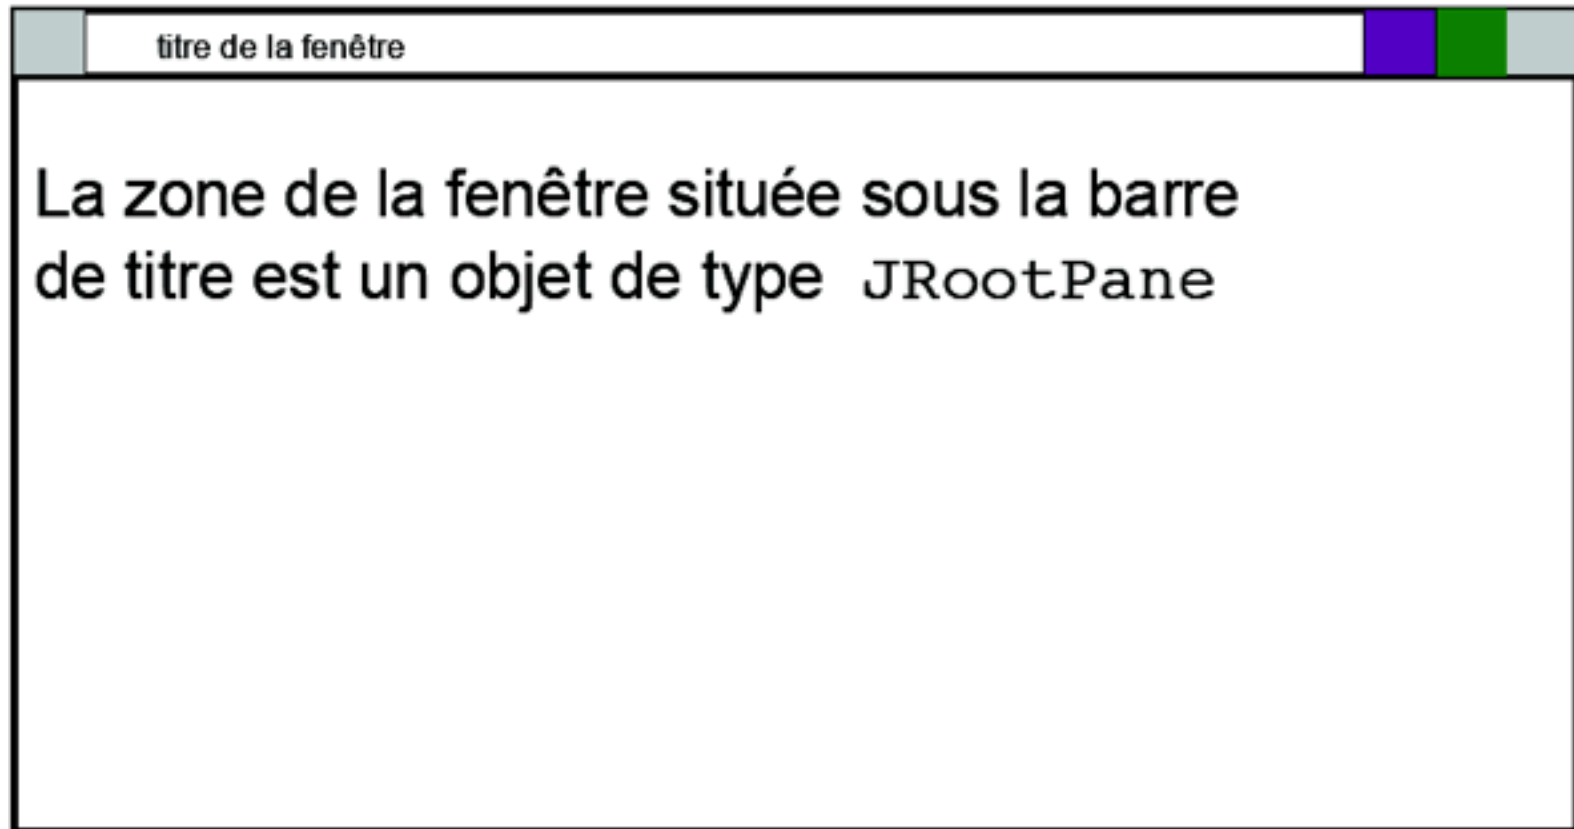 titre de la fenêtre
La zone de la fenêtre située sous la barre
de titre est un objet de type JRootPane